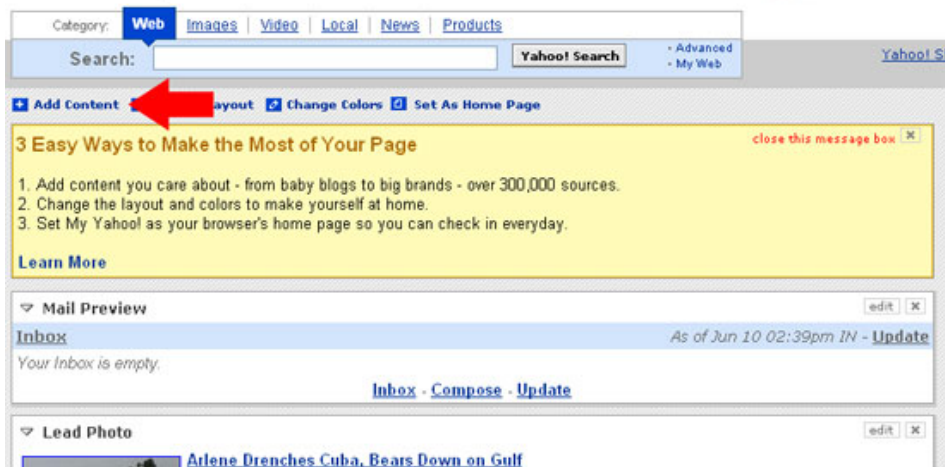 Category: Web Images | Video | Local | News | Products
Search: Yahoo! Search · Advanced · My Web Yahoo! S
Add Content ayout Change Colors Set As Home Page
3 Easy Ways to Make the Most of Your Page close this message box
1. Add content you care about - from baby blogs to big brands - over 300,000 sources.
2. Change the layout and colors to make yourself at home.
3. Set My Yahoo! as your browser's home page so you can check in everyday.
Learn More
Mail Preview edit x
Inbox As of Jun 10 02:39pm IN - Update
Your Inbox is empty.
Inbox - Compose - Update
Lead Photo edit x
Arlene Drenches Cuba, Bears Down on Gulf